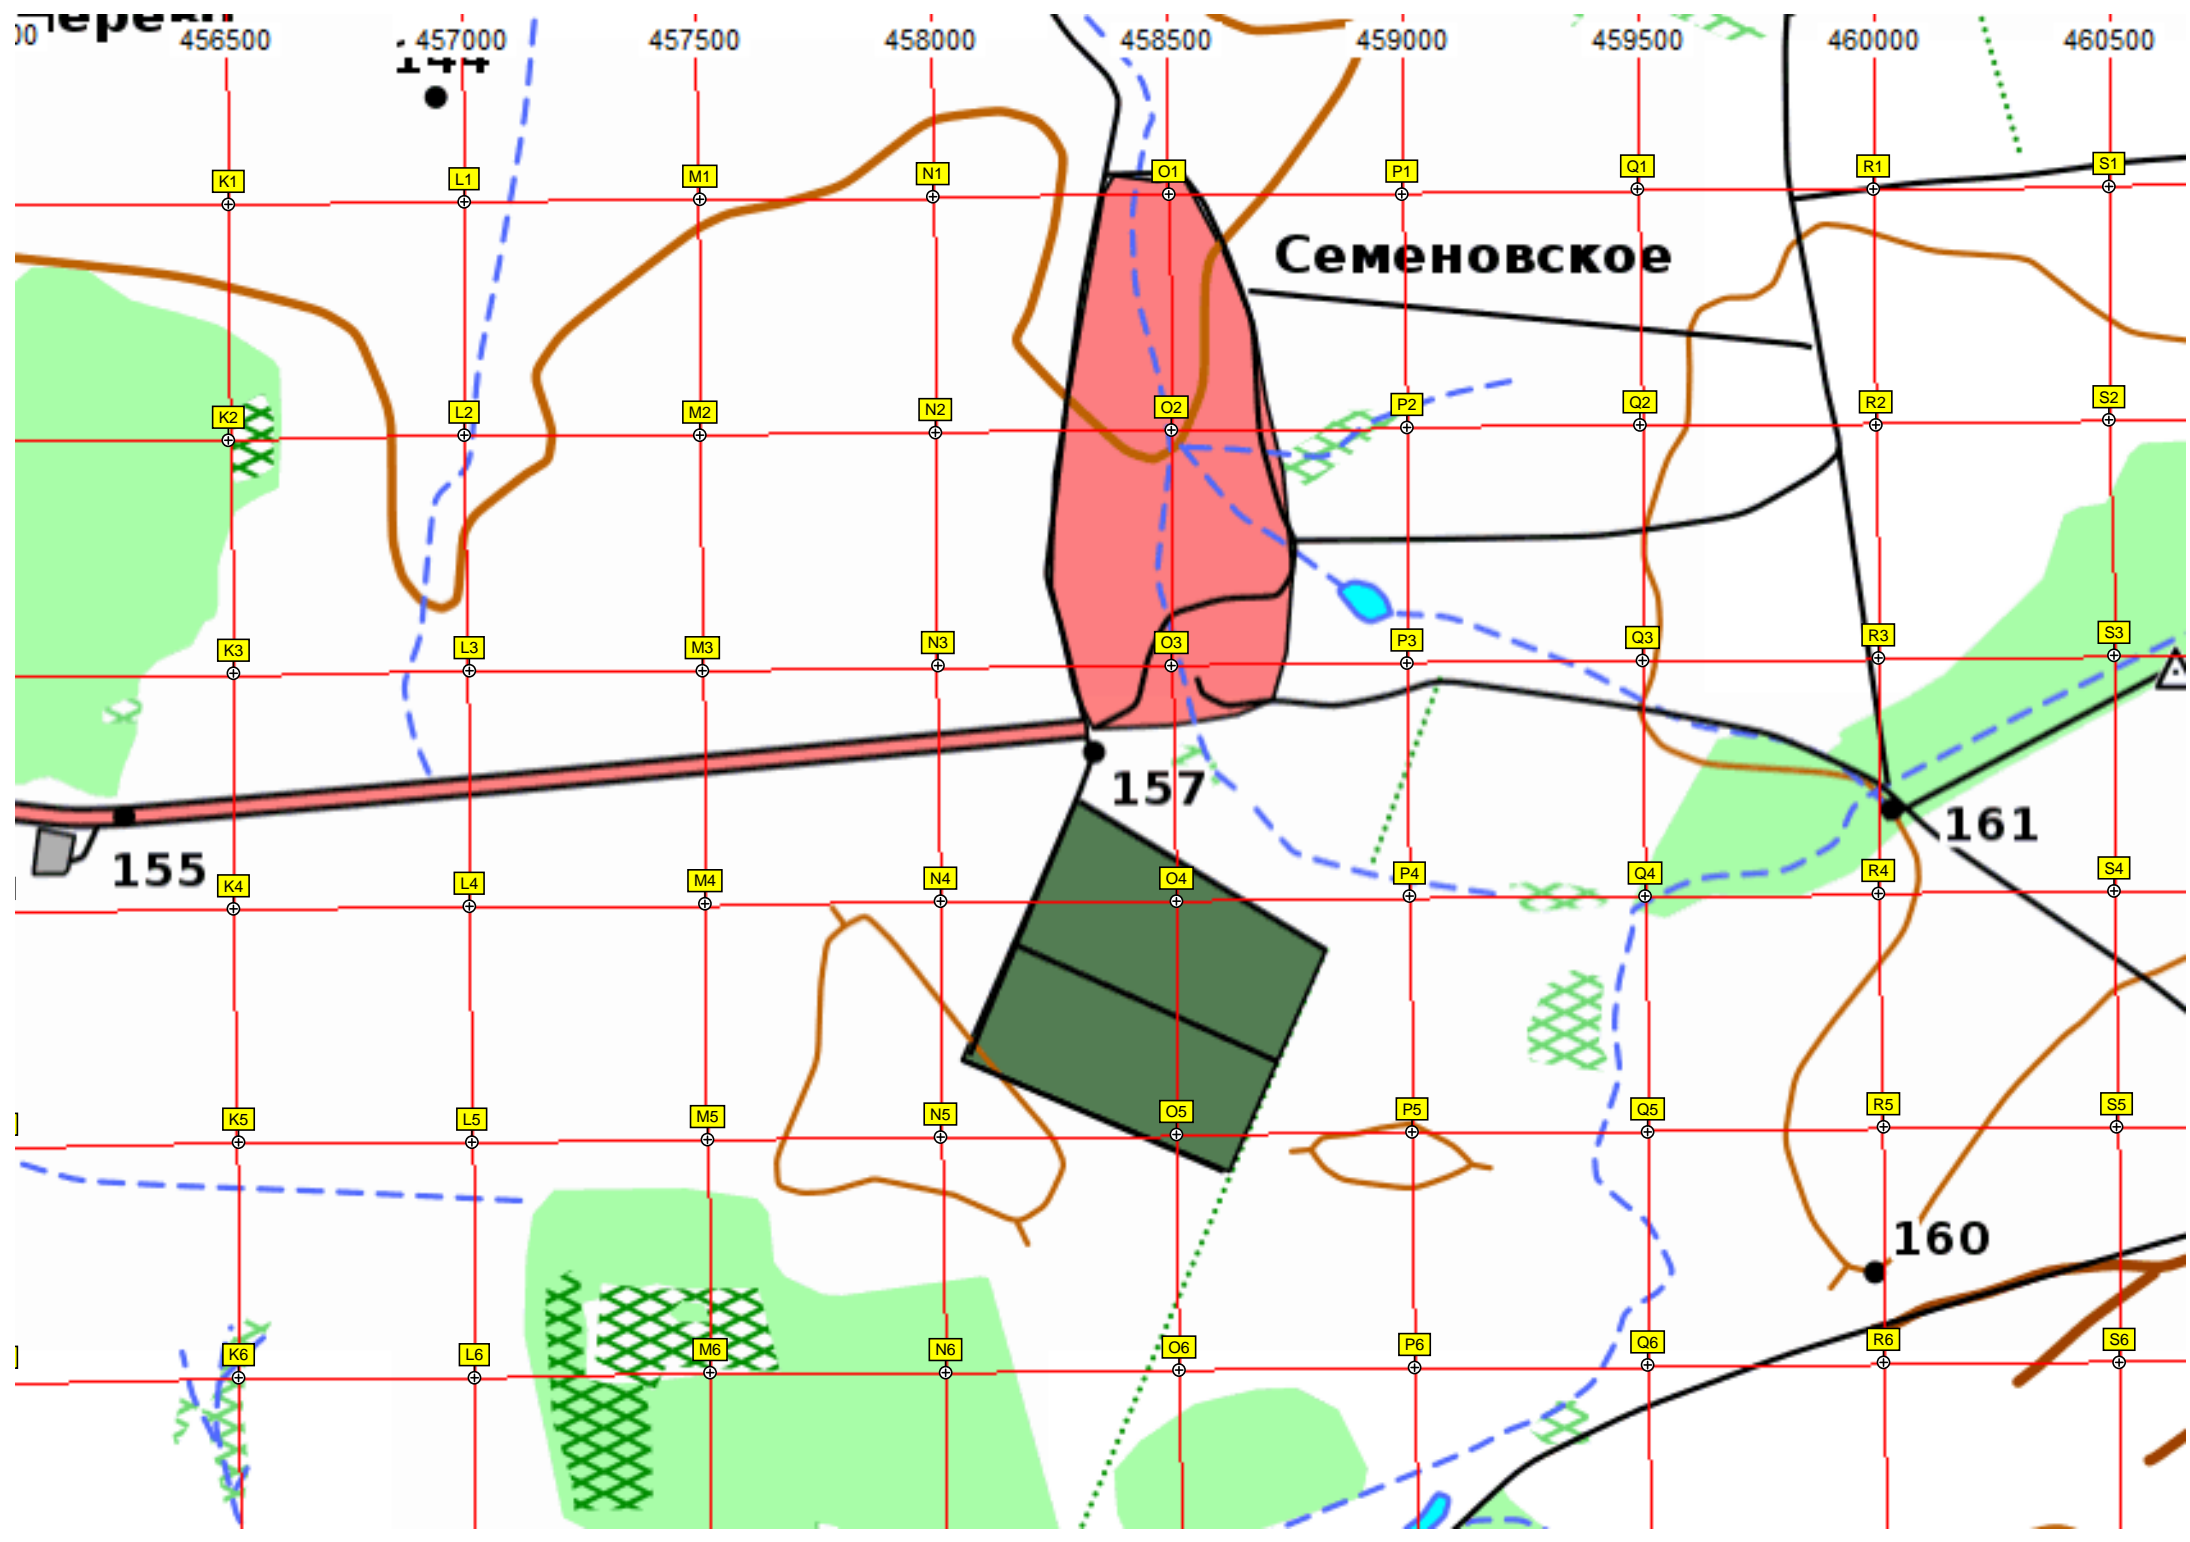 456500 457000 457500 458000 458500 459000 459500 460000 460500
144
K1 L1 M1 N1 O1 P1 Q1 R1 S1
Семеновское
K2 L2 M2 N2 O2 P2 Q2 R2 S2
K3 L3 M3 N3 O3 P3 Q3 R3 S3
157
161
155
K4 L4 M4 N4 O4 P4 Q4 R4 S4
K5 L5 M5 N5 O5 P5 Q5 R5 S5
160
K6 L6 M6 N6 O6 P6 Q6 R6 S6